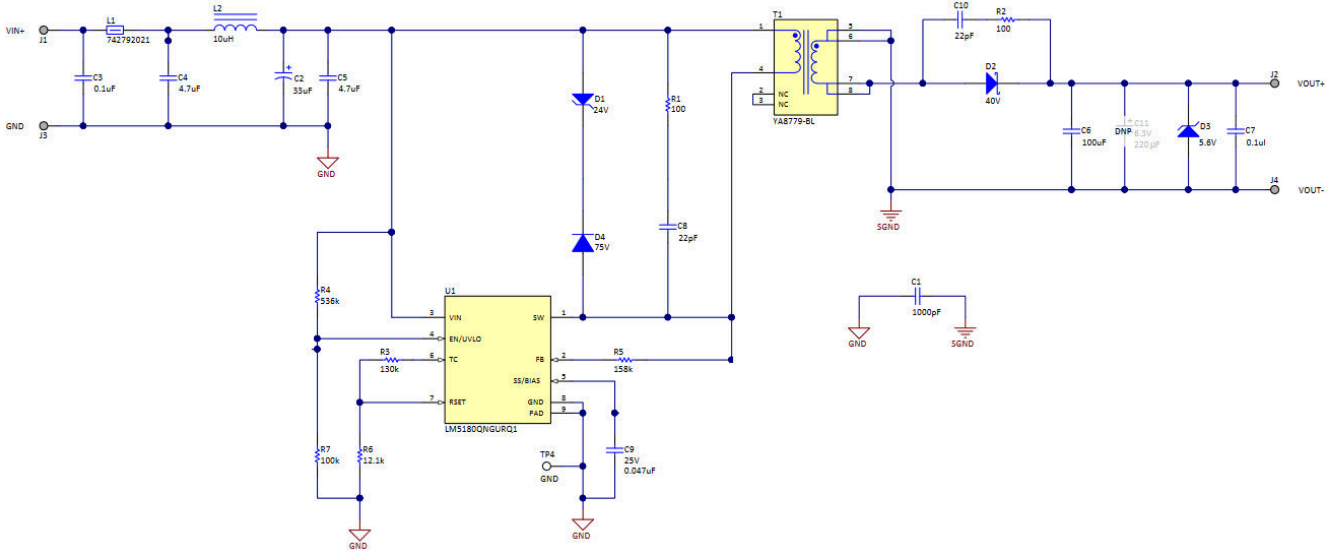 VIN+
J1
L1
742792021
L2
10uH
C3
0.1uF
C4
4.7uF
+
C2
33uF
C5
4.7uF
GND
J3
GND
D1
24V
R1
100
D4
75V
C8
22pF
T1
1
4
2
NC
3
NC
5
6
7
8
YA8779-BL
C10
22pF
R2
100
D2
40V
J2
VOUT+
C6
100uF
DNP
+
C11
6.3V
220µF
D3
5.6V
C7
0.1uF
J4
VOUT-
SGND
R4
536k
U1
3
VIN
SW
1
4
EN/UVLO
R3
130k
6
TC
FB
2
R5
158k
SS/BIAS
5
7
RSET
GND
8
PAD
9
LM5180QNGURQ1
R7
100k
R6
12.1k
GND
TP4
GND
C9
25V
0.047uF
GND
C1
1000pF
GND
SGND